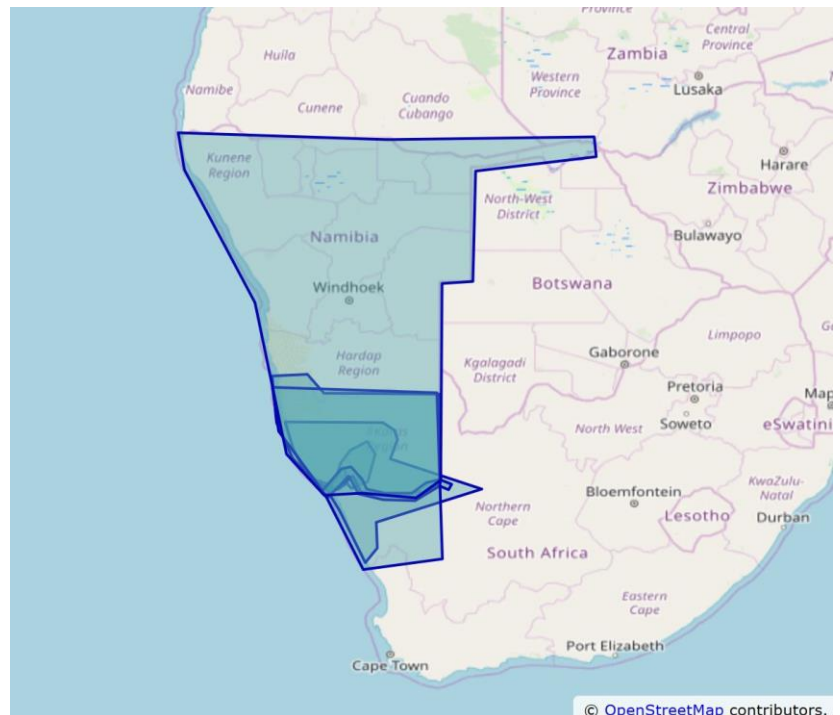 Province
Huíla
Zambia
Central
Province
Western
Province
Lusaka
Namibe
Cunene
Cuando
Cubango
Kunene
Region
Harare
Zimbabwe
North-West
District
Namibia
Bulawayo
Windhoek
Botswana
Hardap
Region
Limpopo
Kgalagadi
District
Gaborone
Pretoria
Soweto
Map
eSwatini
North West
Bloemfontein
KwaZulu-
Natal
Northern
Cape
Lesotho
Durban
South Africa
Eastern
Cape
Port Elizabeth
Cape Town
© OpenStreetMap contributors.